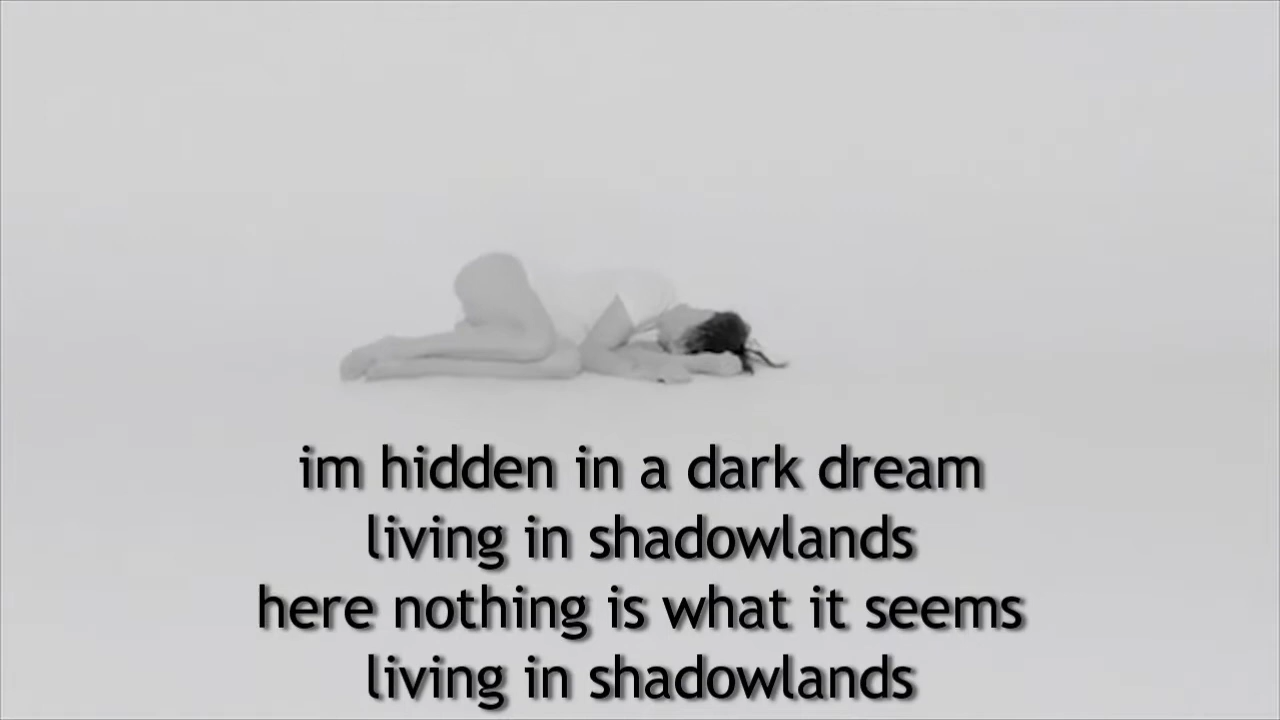 im hidden in a dark dream
living in shadowlands
here nothing is what it seems
living in shadowlands